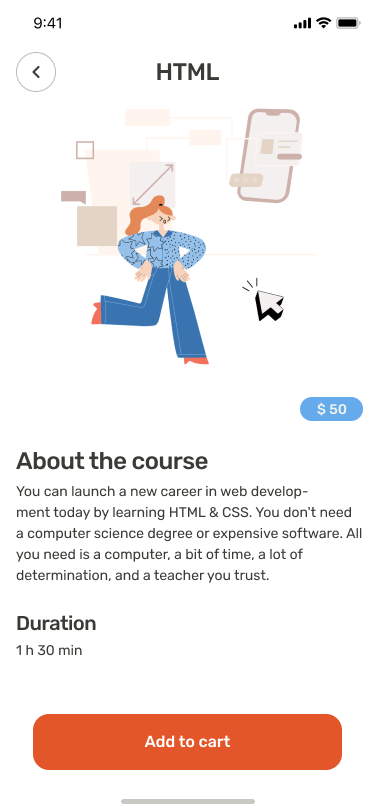 9:41
HTML
$ 50
About the course
You can launch a new career in web develop-
ment today by learning HTML & CSS. You don't need
a computer science degree or expensive software. All
you need is a computer, a bit of time, a lot of
determination, and a teacher you trust.
Duration
1 h 30 min
Add to cart